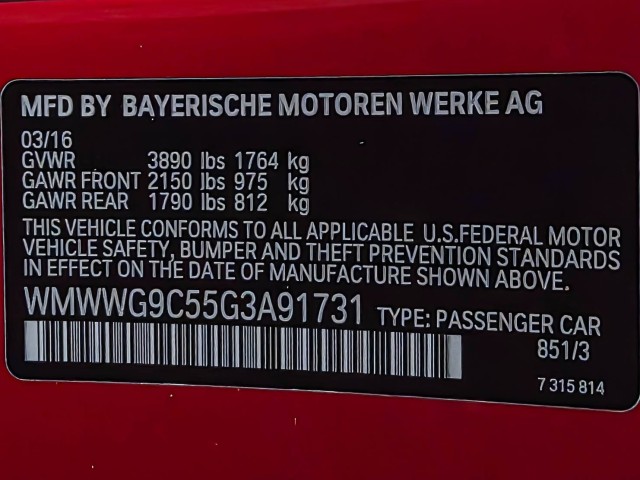 MFD BY BAYERISCHE MOTOREN WERKE AG
03/16
GVWR 3890 lbs 1764 kg
GAWR FRONT 2150 lbs 975 kg
GAWR REAR 1790 lbs 812 kg
THIS VEHICLE CONFORMS TO ALL APPLICABLE U.S.FEDERAL MOTOR
VEHICLE SAFETY, BUMPER AND THEFT PREVENTION STANDARDS
IN EFFECT ON THE DATE OF MANUFACTURE SHOWN ABOVE.
WMWWG9C55G3A91731 TYPE: PASSENGER CAR
851/3
7 315 814